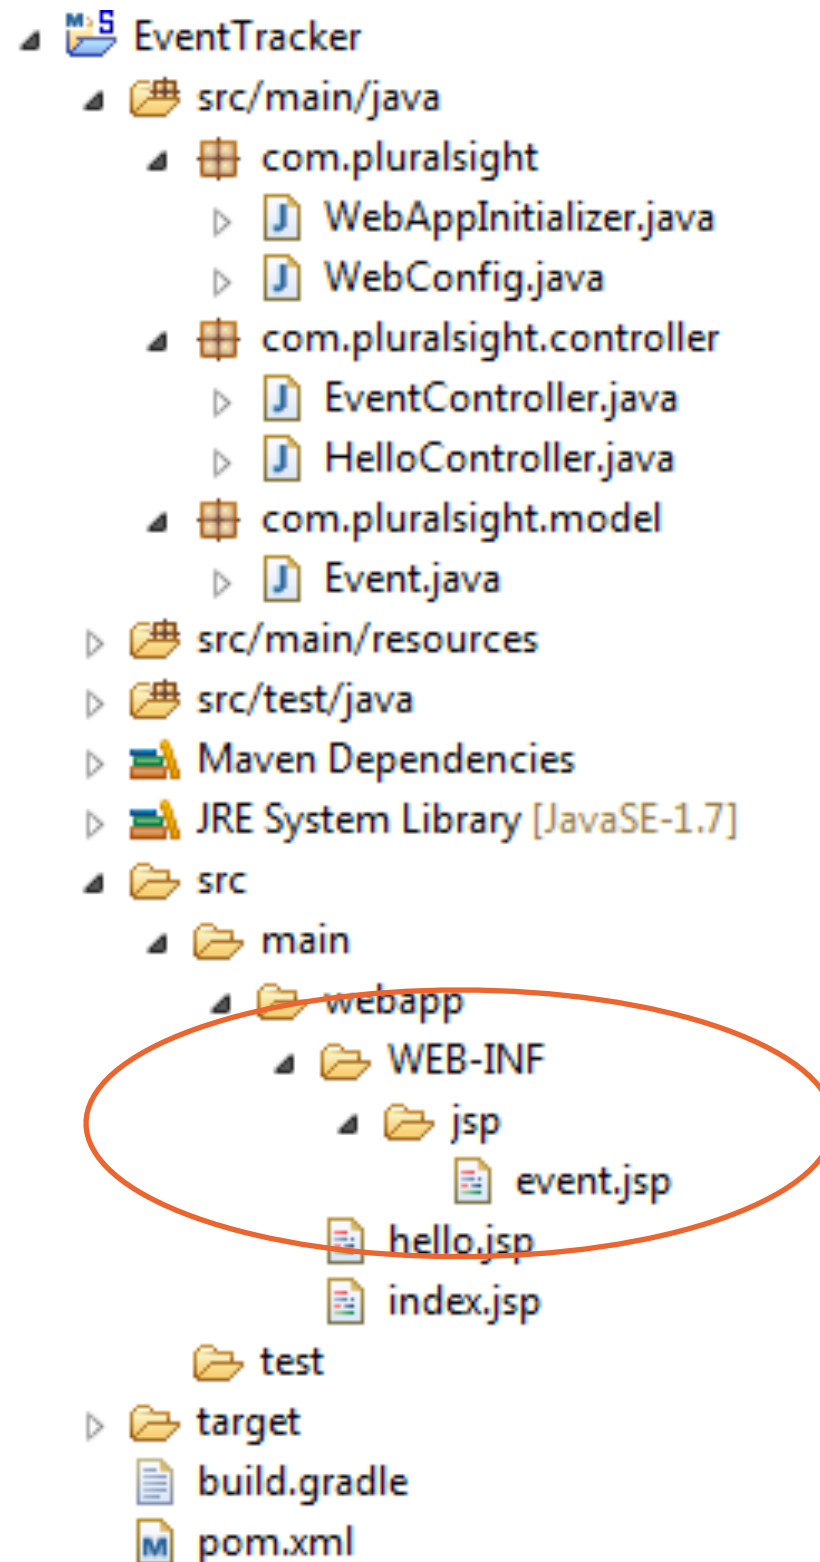 EventTracker
src/main/java
com.pluralsight
WebAppInitializer.java
WebConfig.java
com.pluralsight.controller
EventController.java
HelloController.java
com.pluralsight.model
Event.java
src/main/resources
src/test/java
Maven Dependencies
JRE System Library [JavaSE-1.7]
src
main
webapp
WEB-INF
jsp
event.jsp
hello.jsp
index.jsp
test
target
build.gradle
pom.xml